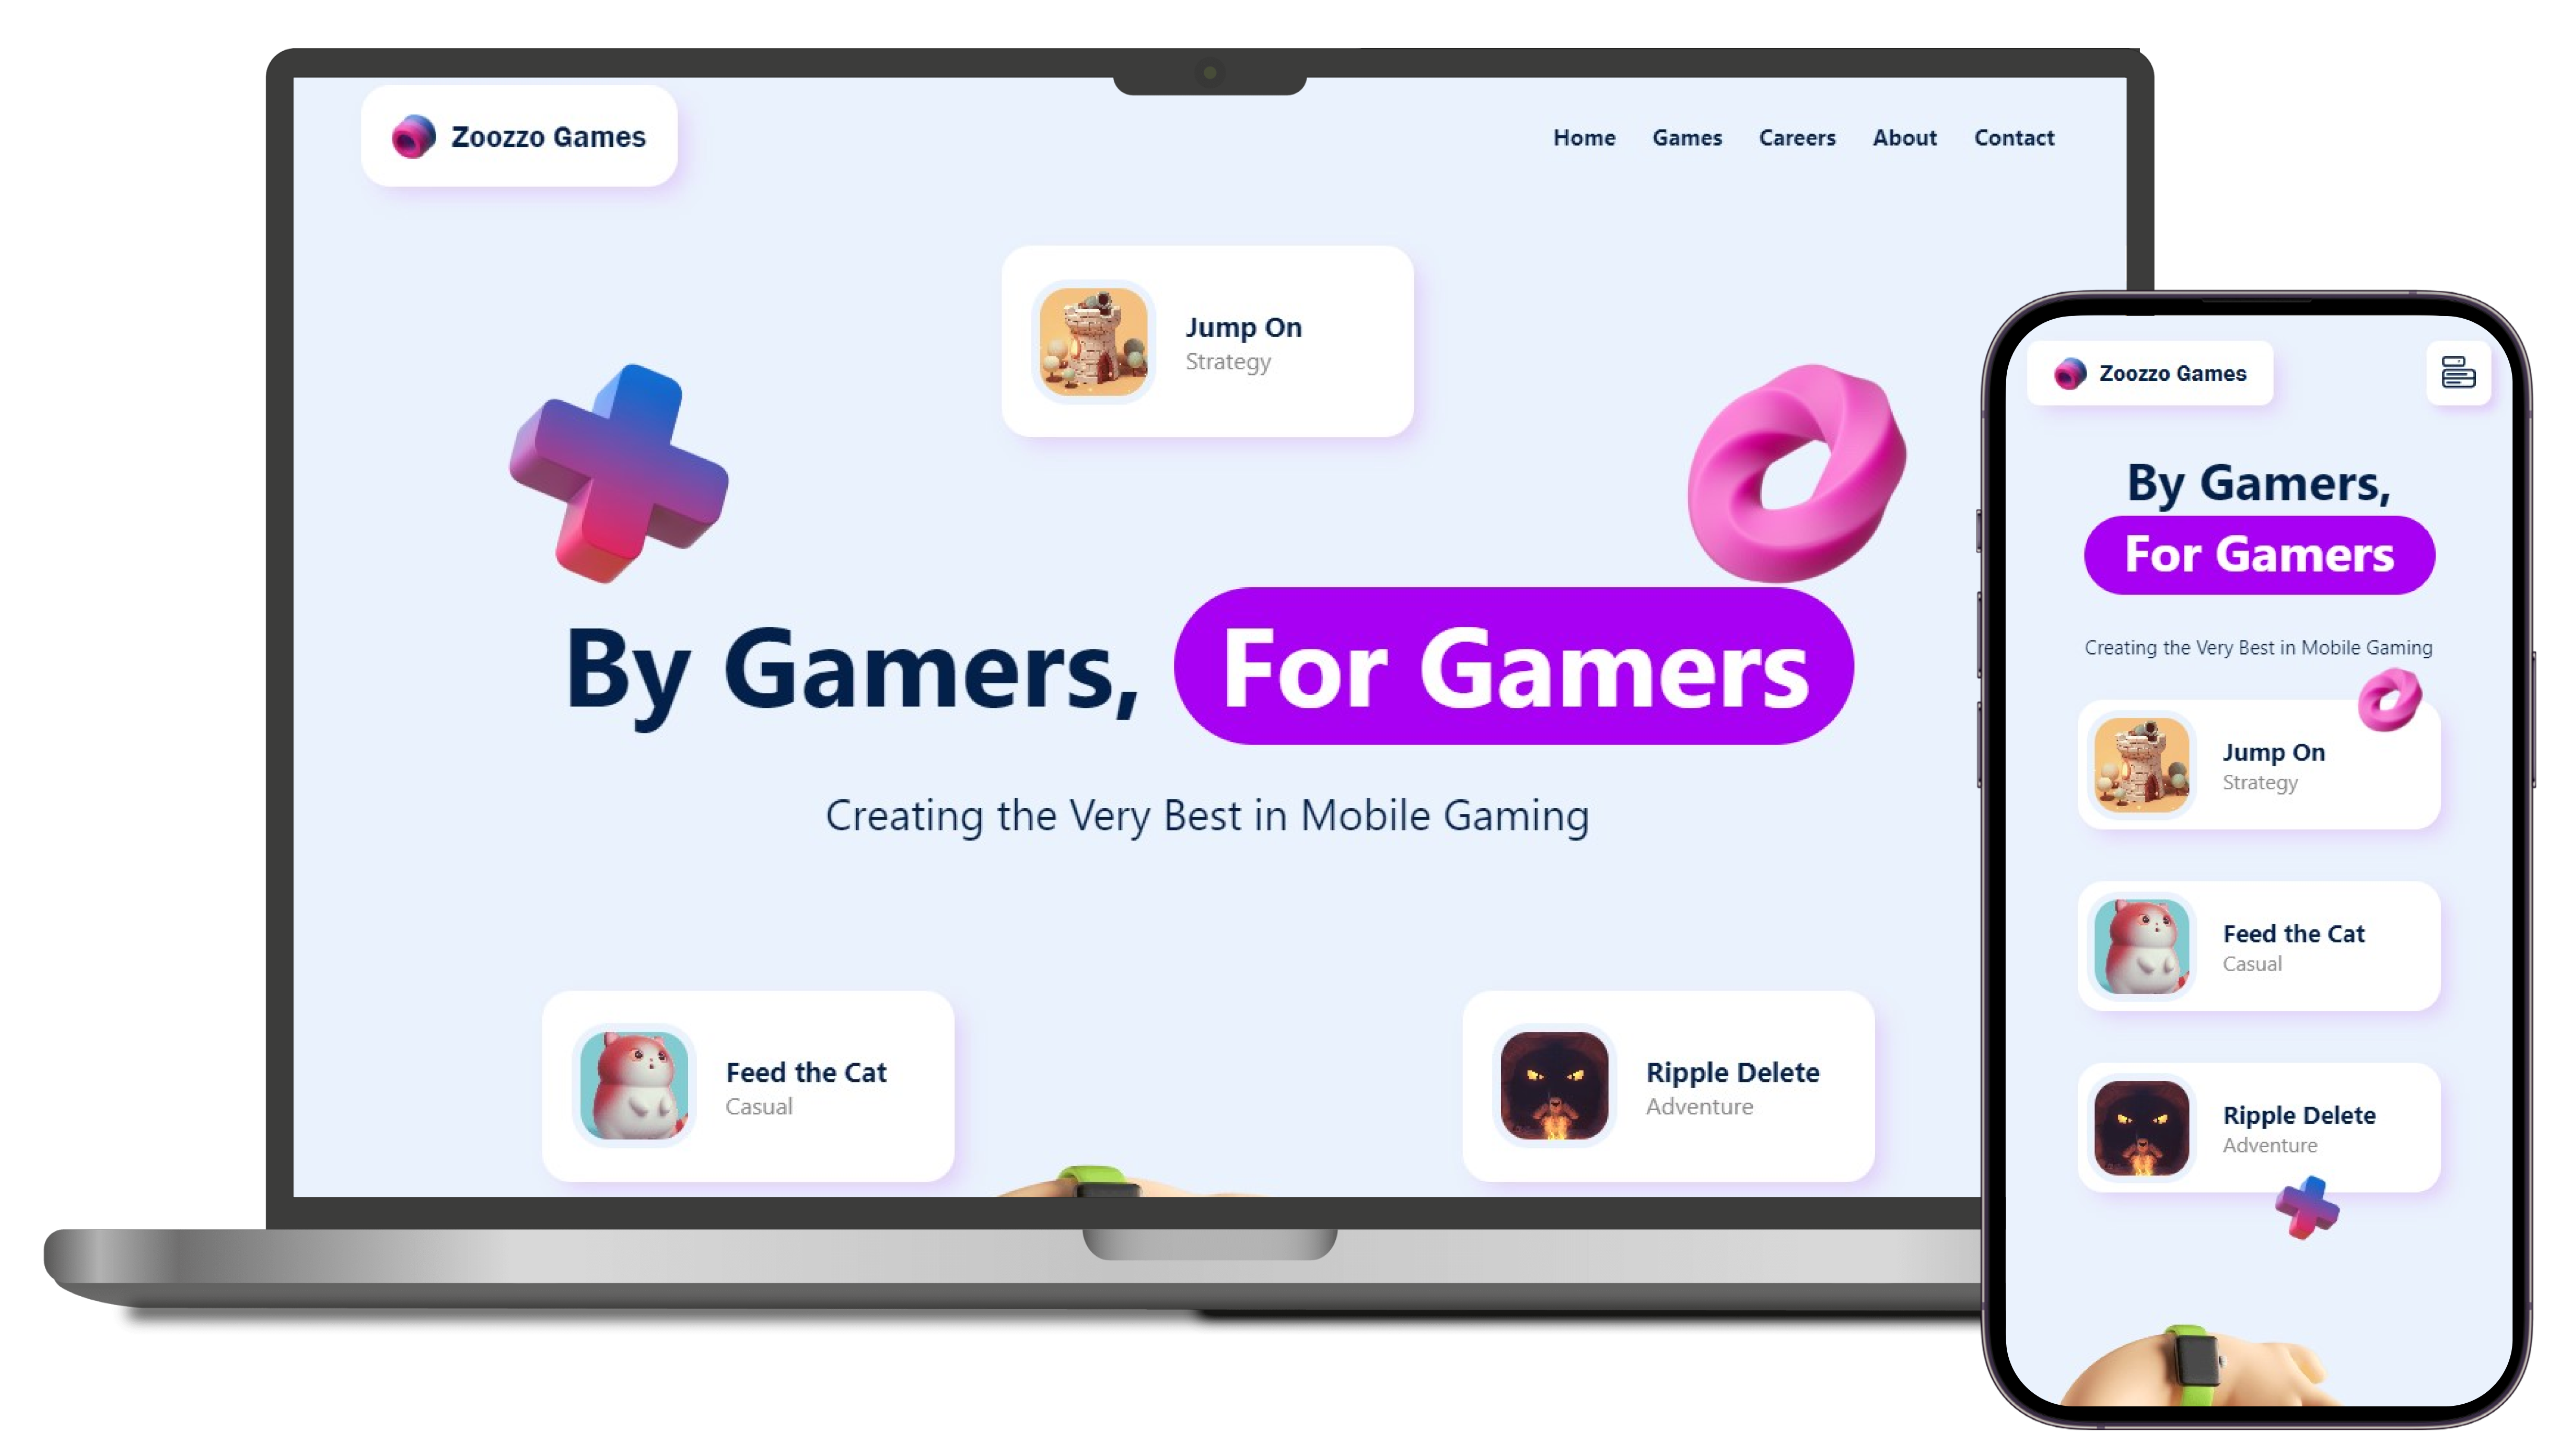 Zoozzo Games
Home Games Careers About Contact
Jump On
Strategy
By Gamers, For Gamers
Creating the Very Best in Mobile Gaming
Feed the Cat
Casual
Ripple Delete
Adventure
Zoozzo Games
By Gamers,
For Gamers
Creating the Very Best in Mobile Gaming
Jump On
Strategy
Feed the Cat
Casual
Ripple Delete
Adventure